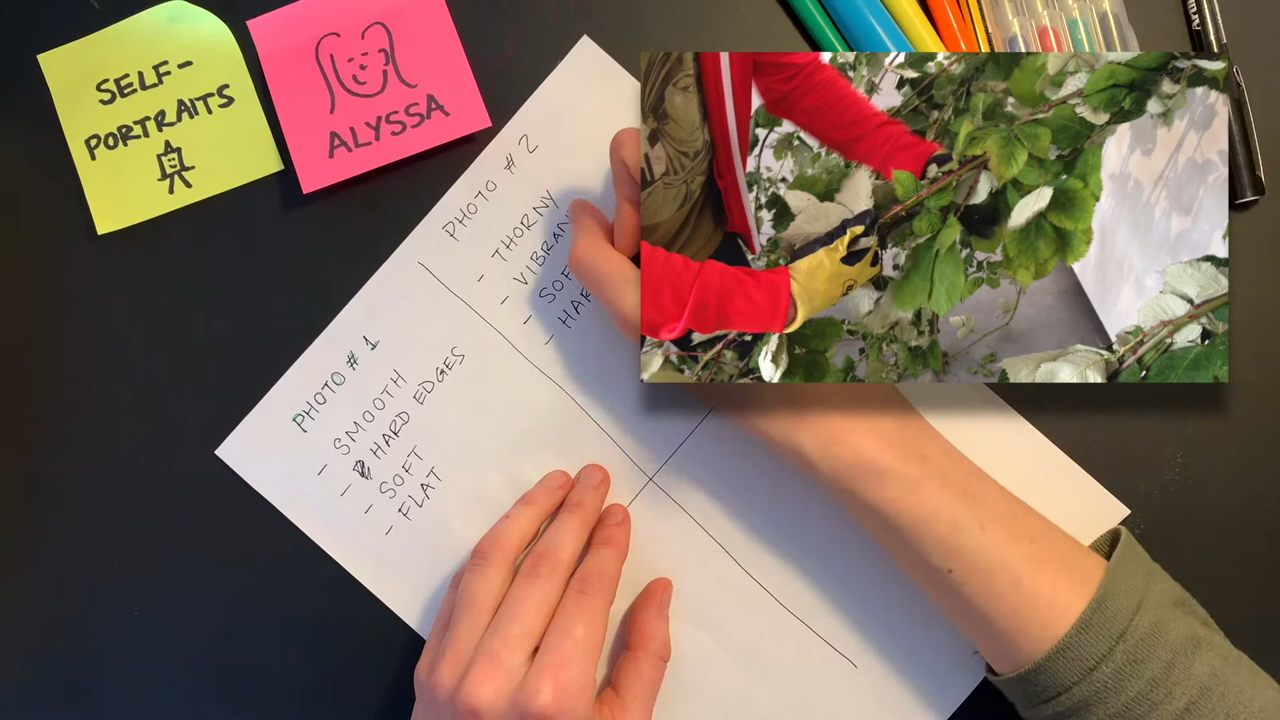 SELF-
PORTRAITS
ALYSSA
PHOTO # 1
- SMOOTH
- HARD EDGES
- SOFT
- FLAT
PHOTO # 2
- THORNY
-
-
-